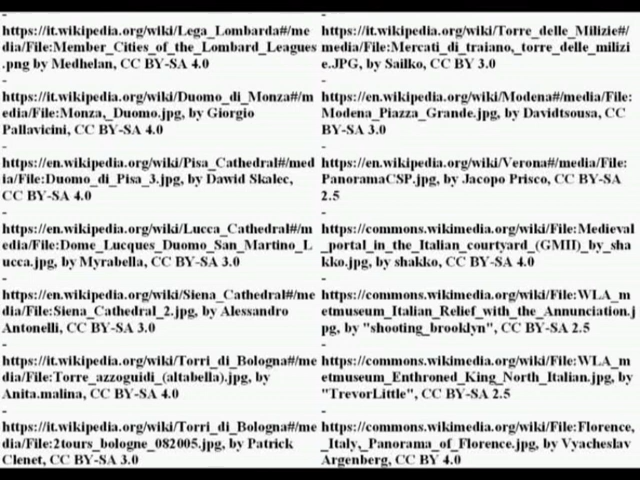 -
https://it.wikipedia.org/wiki/Lega_Lombarda#/me
dia/File:Member_Cities_of_the_Lombard_Leagues
.png by Medhelan, CC BY-SA 4.0
-
https://it.wikipedia.org/wiki/Duomo_di_Monza#/m
edia/File:Monza,_Duomo.jpg, by Giorgio
Pallavicini, CC BY-SA 4.0
-
https://en.wikipedia.org/wiki/Pisa_Cathedral#/med
ia/File:Duomo_di_Pisa_3.jpg, by Dawid Skalec,
CC BY-SA 4.0
-
https://en.wikipedia.org/wiki/Lucca_Cathedral#/m
edia/File:Dome_Lucques_Duomo_San_Martino_L
ucca.jpg, by Myrabella, CC BY-SA 3.0
-
https://en.wikipedia.org/wiki/Siena_Cathedral#/m
edia/File:Siena_Cathedral_2.jpg, by Alessandro
Antonelli, CC BY-SA 3.0
-
https://it.wikipedia.org/wiki/Torri_di_Bologna#/me
dia/File:Torre_azzoguidi_(altabella).jpg, by
Anita.malina, CC BY-SA 4.0
-
https://it.wikipedia.org/wiki/Torri_di_Bologna#/me
dia/File:2tours_bologne_082005.jpg, by Patrick
Clenet, CC BY-SA 3.0
-
https://it.wikipedia.org/wiki/Torre_delle_Milizie#/
media/File:Mercati_di_traiano,_torre_delle_milizi
e.JPG, by Sailko, CC BY 3.0
-
https://en.wikipedia.org/wiki/Modena#/media/File:
Modena_Piazza_Grande.jpg, by Davidtsousa, CC
BY-SA 3.0
-
https://en.wikipedia.org/wiki/Verona#/media/File:
PanoramaCSP.jpg, by Jacopo Prisco, CC BY-SA
2.5
-
https://commons.wikimedia.org/wiki/File:Medieval
_portal_in_the_Italian_courtyard_(GMII)_by_sha
kko.jpg, by shakko, CC BY-SA 4.0
-
https://commons.wikimedia.org/wiki/File:WLA_m
etmuseum_Italian_Relief_with_the_Annunciation.j
pg, by "shooting_brooklyn", CC BY-SA 2.5
-
https://commons.wikimedia.org/wiki/File:WLA_m
etmuseum_Enthroned_King_North_Italian.jpg, by
"TrevorLittle", CC BY-SA 2.5
-
https://commons.wikimedia.org/wiki/File:Florence,
_Italy,_Panorama_of_Florence.jpg, by Vyacheslav
Argenberg, CC BY 4.0